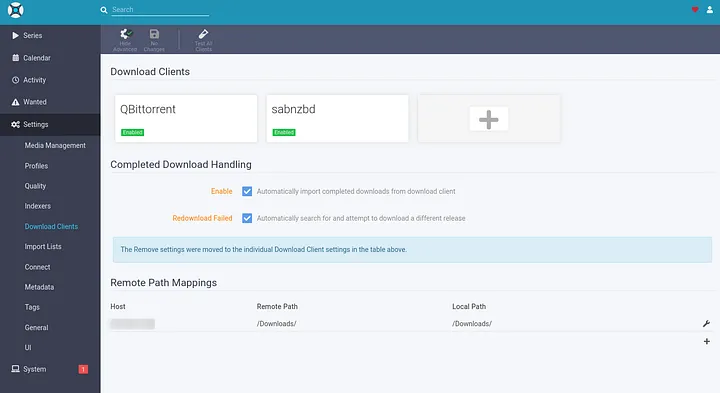 Search
Hide
Advanced
No
Changes
Test All
Clients
Series
Calendar
Activity
Wanted
Settings
Media Management
Profiles
Quality
Indexers
Download Clients
Import Lists
Connect
Metadata
Tags
General
UI
System 1
Download Clients
QBittorrent
Enabled
sabnzbd
Enabled
Completed Download Handling
Enable Automatically import completed downloads from download client
Redownload Failed Automatically search for and attempt to download a different release
The Remove settings were moved to the individual Download Client settings in the table above.
Remote Path Mappings
Host Remote Path Local Path
/Downloads/ /Downloads/